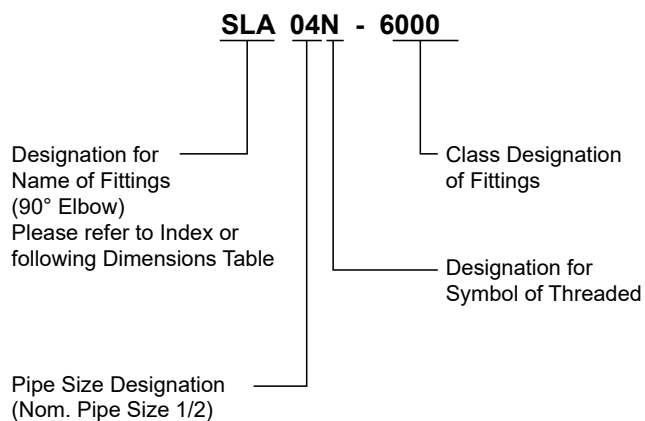 SLA 04N - 6000
Designation for
Name of Fittings
(90° Elbow)
Please refer to Index or
following Dimensions Table
Class Designation
of Fittings
Designation for
Symbol of Threaded
Pipe Size Designation
(Nom. Pipe Size 1/2)